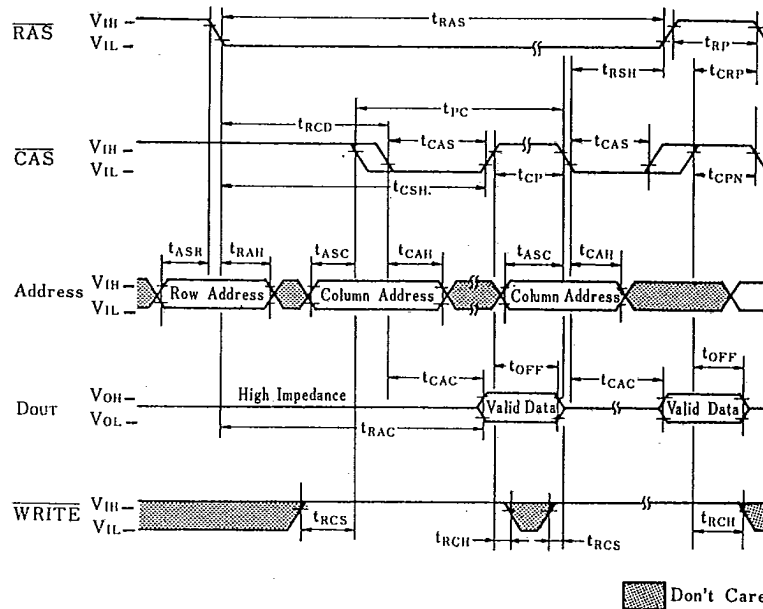 RAS VIH VIL tRAS tRP
tRSH tCRP
tPC
tRCD
CAS VIH VIL tCAS tCAS
tCP tCPN
tCSH
tASR tRAH tASC tCAH tASC tCAH
Address VIH VIL Row Address Column Address Column Address
tCAC tOFF tCAC tOFF
DOUT VOH VOL High Impedance Valid Data Valid Data
tRAC
WRITE VIH VIL
tRCS tRCH tRCS tRCH
Don't Care